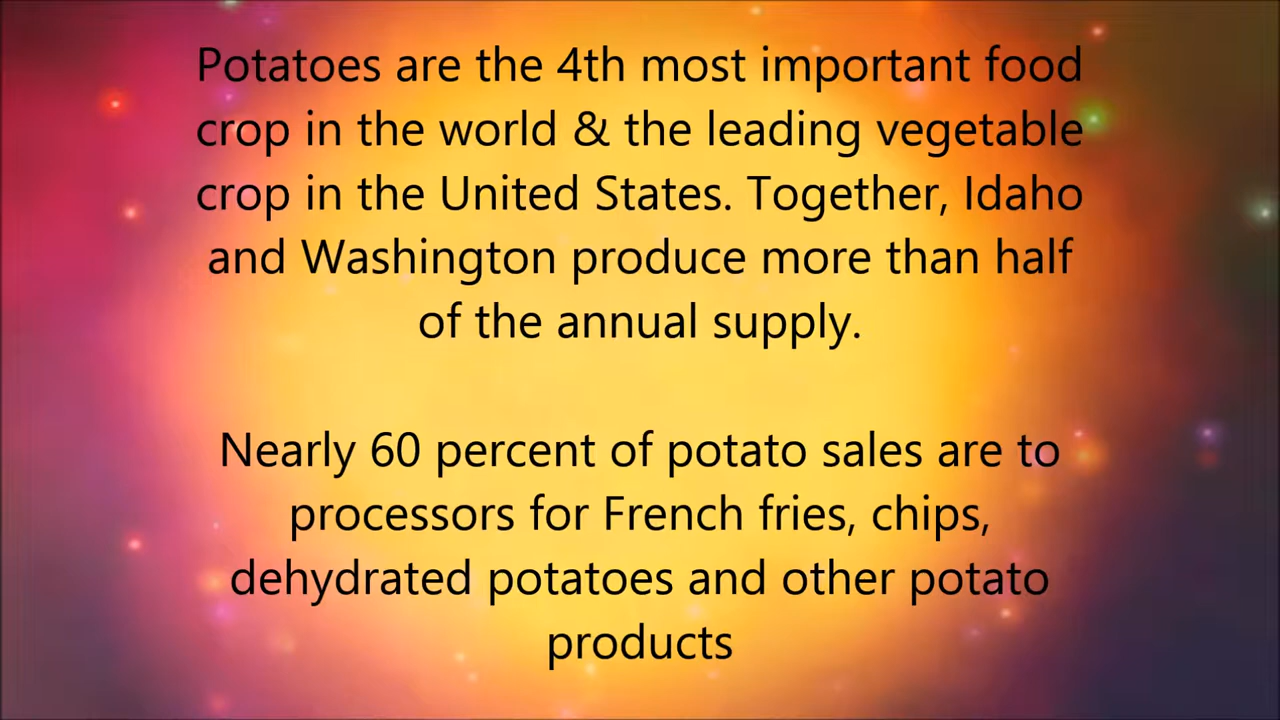 Potatoes are the 4th most important food
crop in the world & the leading vegetable
crop in the United States. Together, Idaho
and Washington produce more than half
of the annual supply.
Nearly 60 percent of potato sales are to
processors for French fries, chips,
dehydrated potatoes and other potato
products